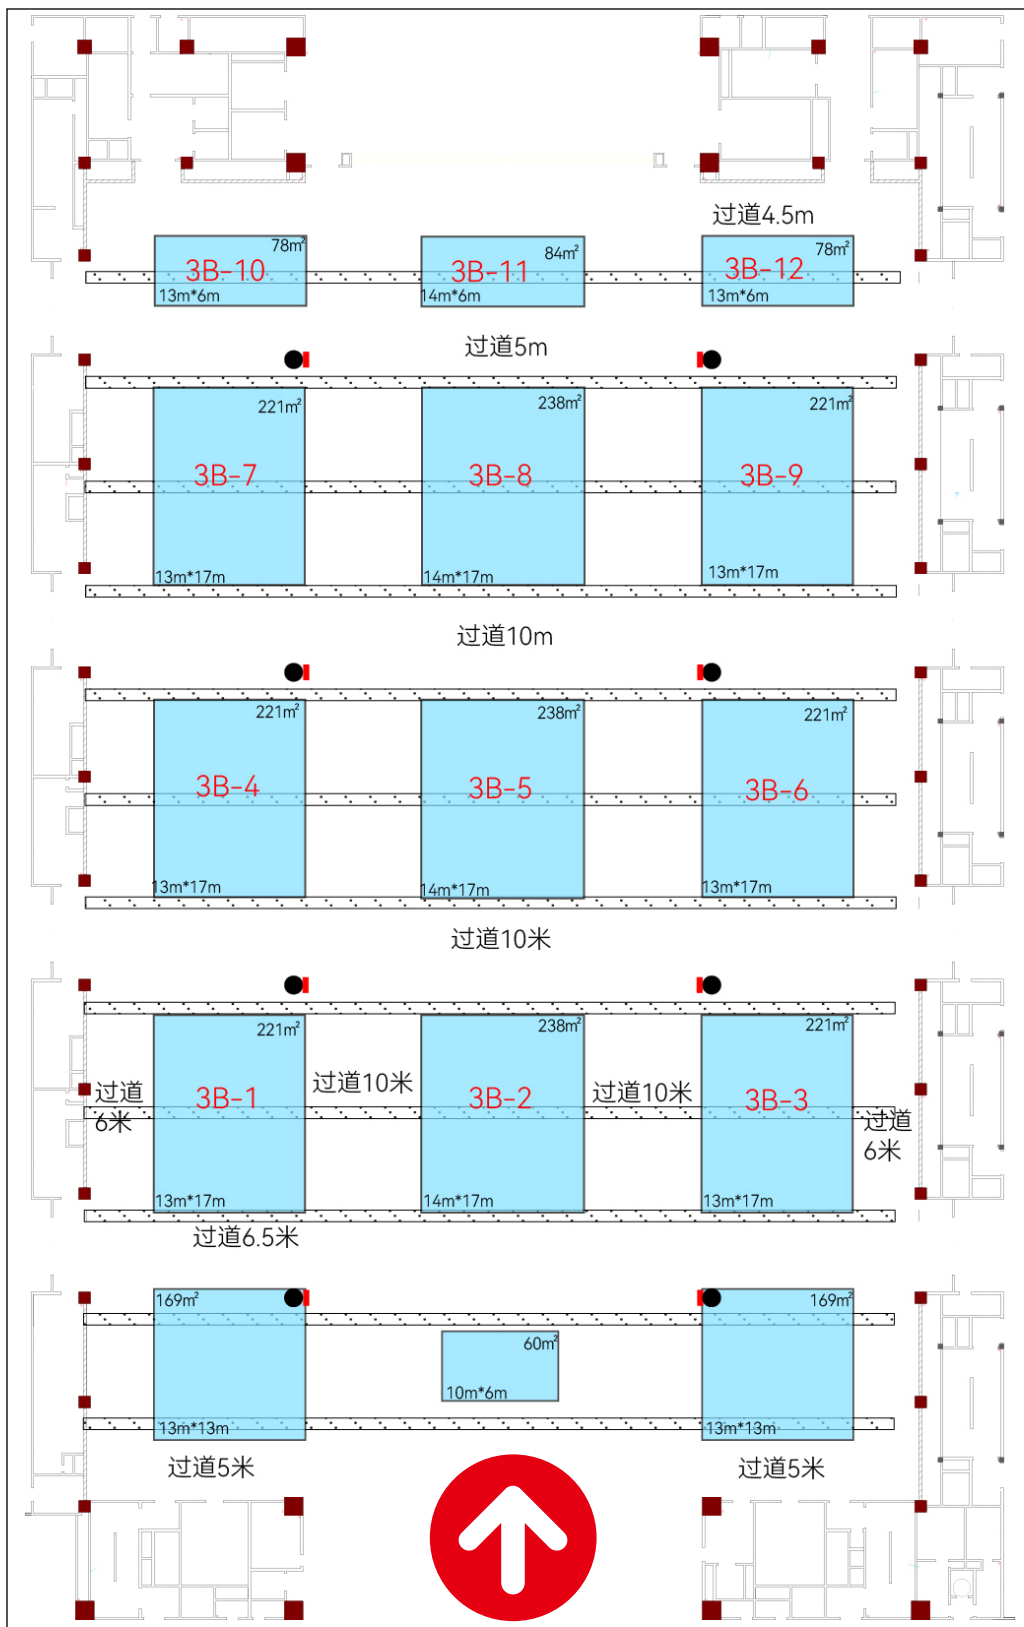 过道4.5m
78m²
3B-10
13m*6m
84m²
3B-11
14m*6m
78m²
3B-12
13m*6m
过道5m
221m²
3B-7
13m*17m
238m²
3B-8
14m*17m
221m²
3B-9
13m*17m
过道10m
221m²
3B-4
13m*17m
238m²
3B-5
14m*17m
221m²
3B-6
13m*17m
过道10米
过道
6米
221m²
3B-1
13m*17m
过道10米
238m²
3B-2
14m*17m
过道10米
221m²
3B-3
13m*17m
过道
6米
过道6.5米
169m²
13m*13m
60m²
10m*6m
169m²
13m*13m
过道5米
过道5米